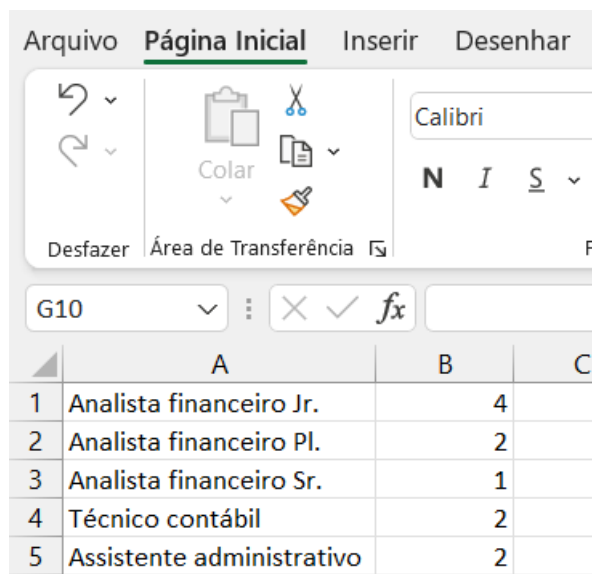 Arquivo Página Inicial Inserir Desenhar
Colar
Calibri
N I S
Desfazer Área de Transferência F
G10 fx
A B C
1 Analista financeiro Jr. 4
2 Analista financeiro Pl. 2
3 Analista financeiro Sr. 1
4 Técnico contábil 2
5 Assistente administrativo 2